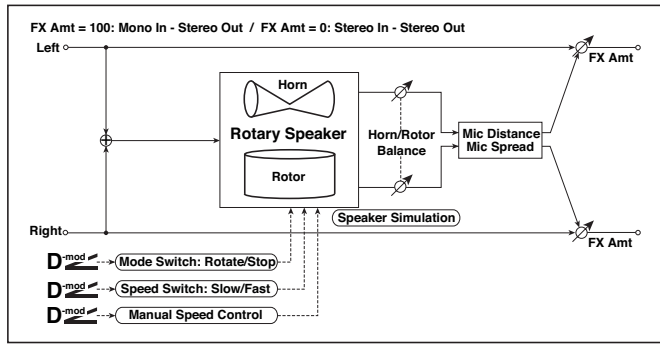 FX Amt = 100: Mono In - Stereo Out / FX Amt = 0: Stereo In - Stereo Out
Left
FX Amt
Horn
Rotary Speaker
Horn/Rotor
Balance
Mic Distance
Mic Spread
Rotor
Speaker Simulation
Right
FX Amt
D-mod Mode Switch: Rotate/Stop
D-mod Speed Switch: Slow/Fast
D-mod Manual Speed Control